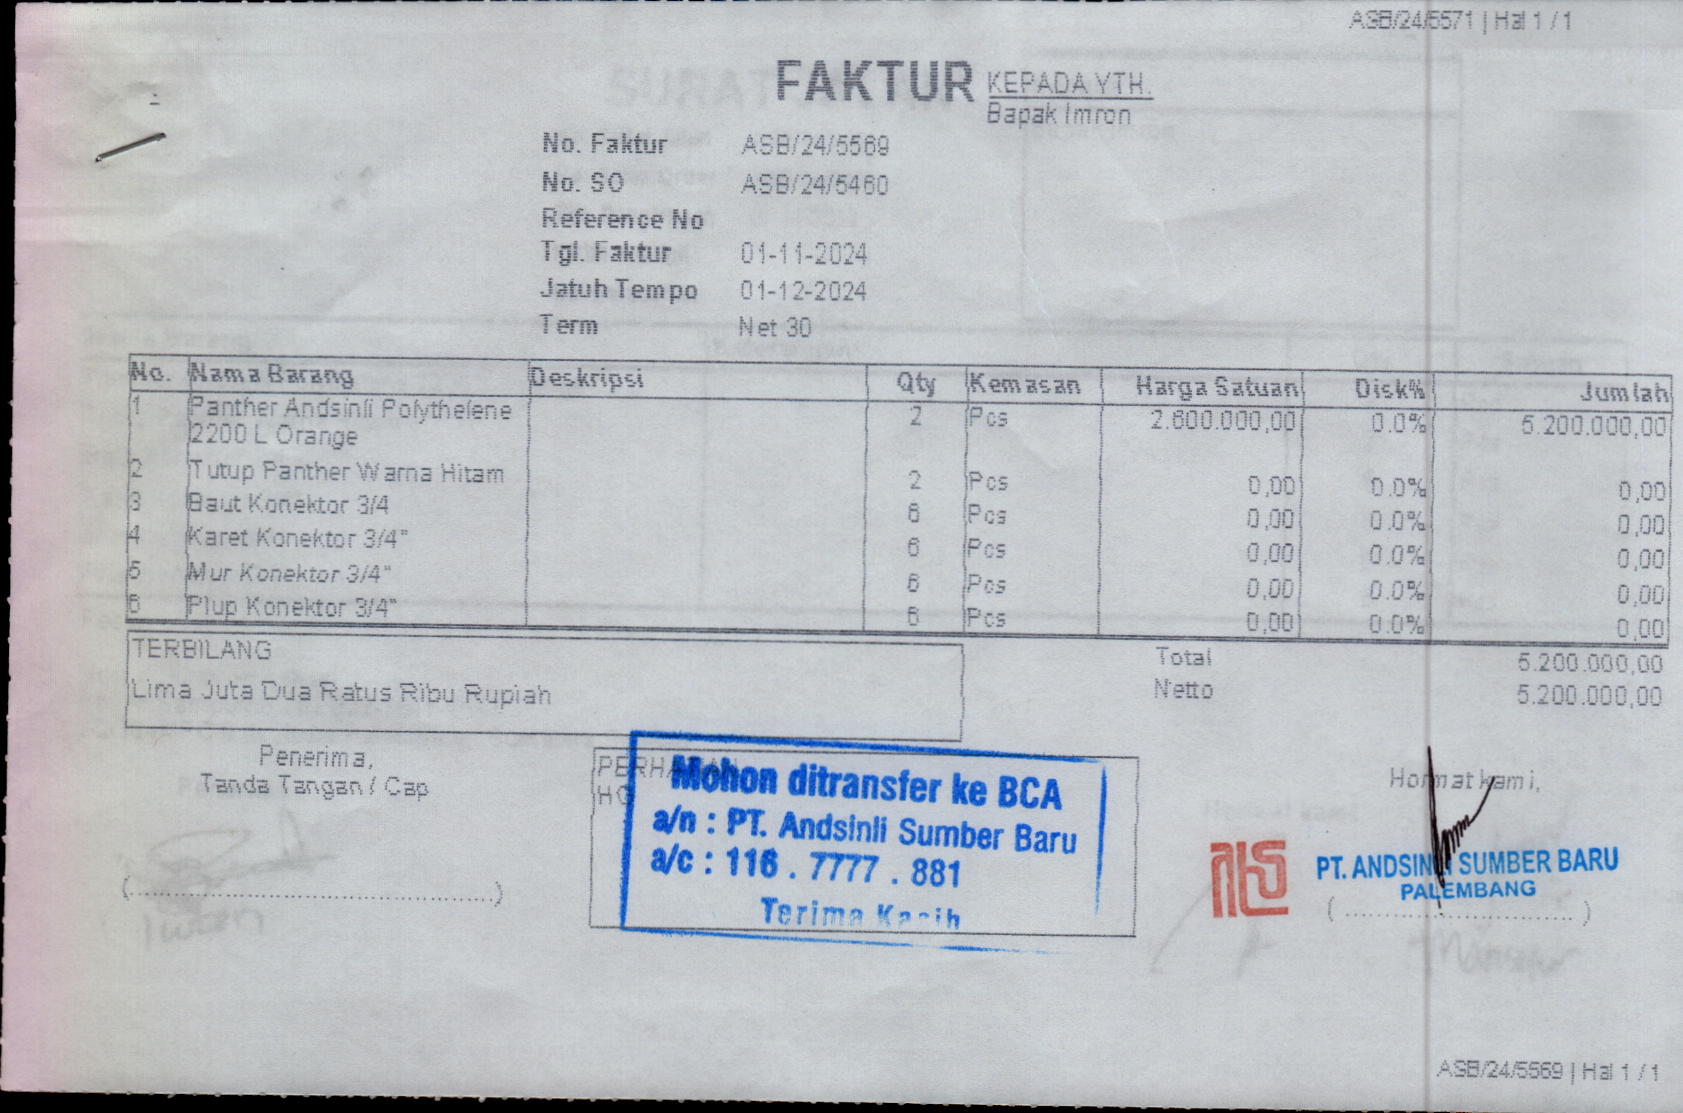 ASB/24/5571 | Hal 1 / 1
FAKTUR
KEPADA YTH.
Bapak Imron
No. Faktur ASB/24/5569
No. SO ASB/24/5460
Reference No
Tgl. Faktur 01-11-2024
Jatuh Tempo 01-12-2024
Term Net 30
No. Nama Barang Deskripsi Qty Kemasan Harga Satuan Disk% Jumlah
1 Panther Andsinli Polythelene 2 Pcs 2.600.000,00 0.0% 5.200.000,00
2200 L Orange
2 Tutup Panther Warna Hitam 2 Pcs 0,00 0.0% 0,00
3 Baut Konektor 3/4 6 Pcs 0,00 0.0% 0,00
4 Karet Konektor 3/4" 6 Pcs 0,00 0.0% 0,00
5 Mur Konektor 3/4" 6 Pcs 0,00 0.0% 0,00
6 Plup Konektor 3/4" 6 Pcs 0,00 0.0% 0,00
TERBILANG
Lima Juta Dua Ratus Ribu Rupiah
Total 5.200.000,00
Netto 5.200.000,00
Penerima,
Tanda Tangan / Cap
(..........................................)
Mohon ditransfer ke BCA
a/n : PT. Andsinli Sumber Baru
a/c : 116 . 7777 . 881
Terima Kasih
Hormat kami,
PT. ANDSINLI SUMBER BARU
PALEMBANG
( ............................ )
ASB/24/5569 | Hal 1 / 1